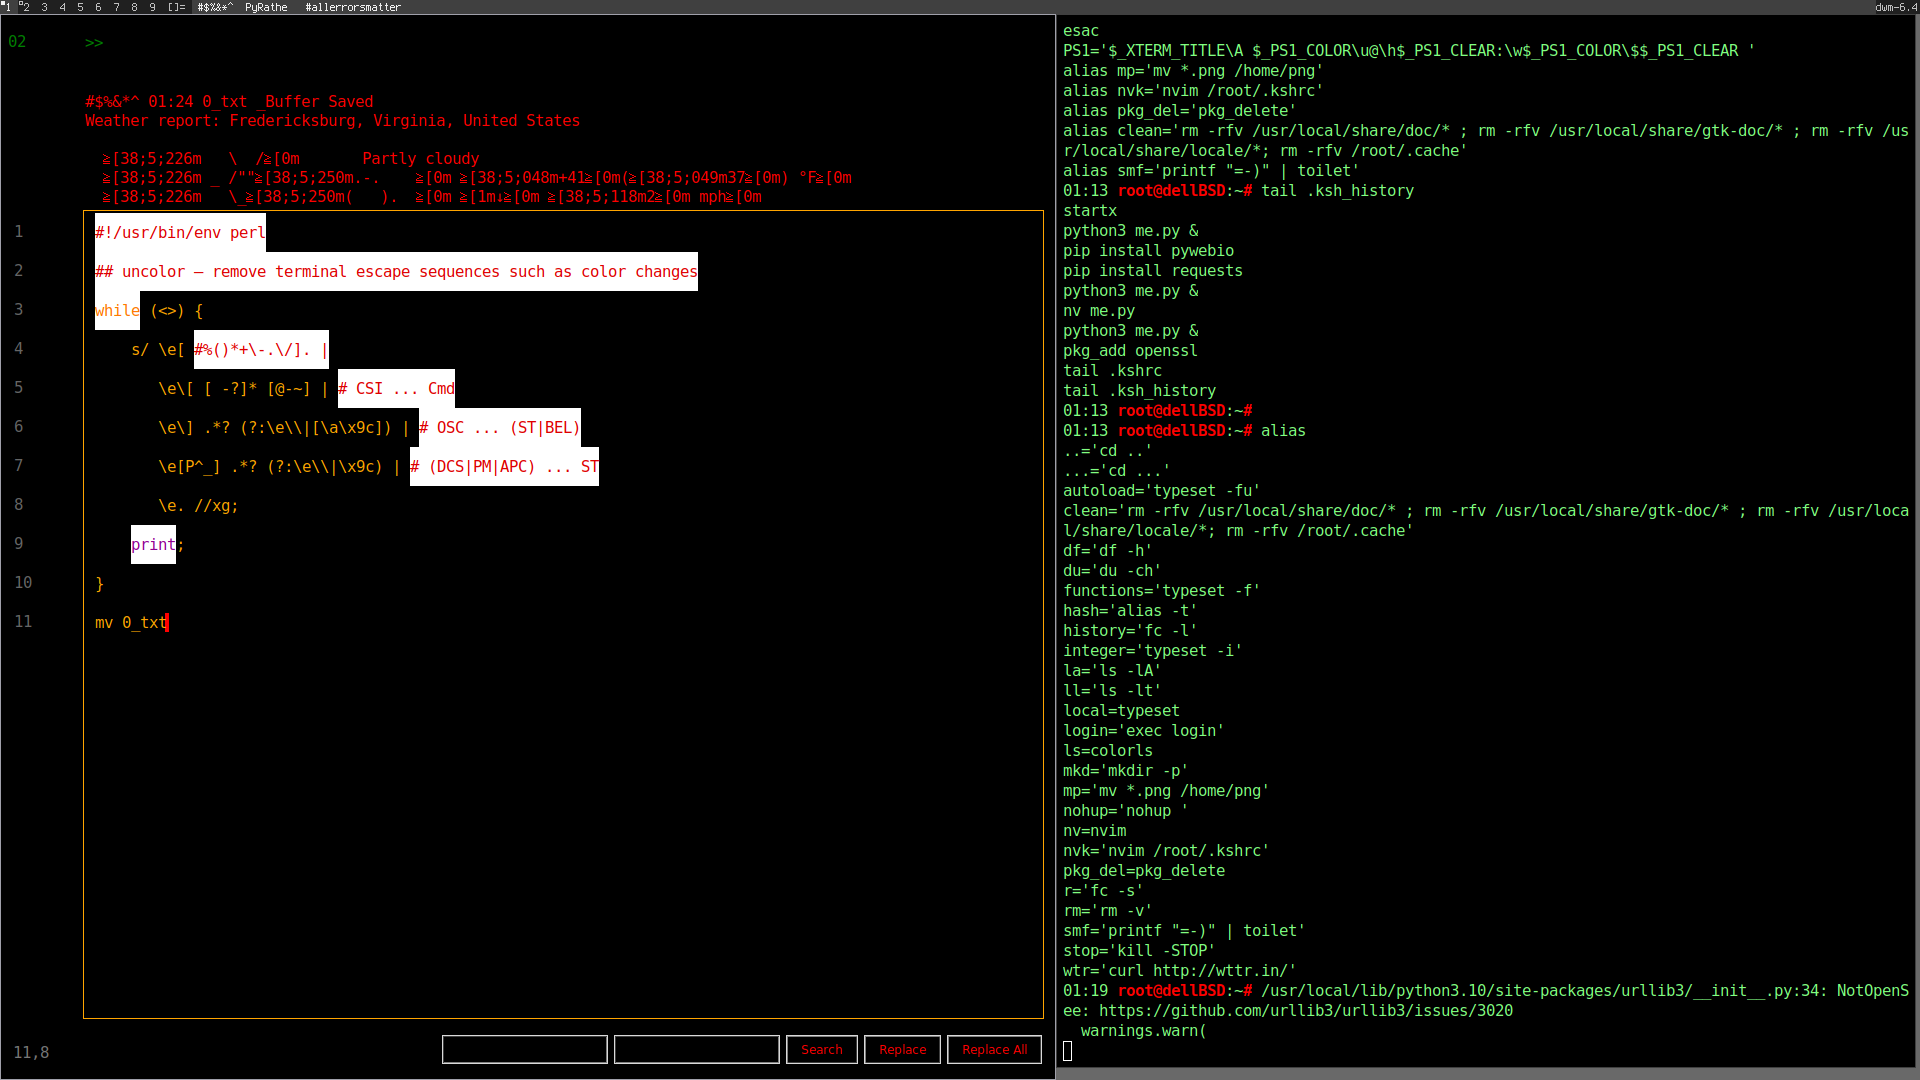 1 2 3 4 5 6 7 8 9 []= #$%&*^ PyRathe #allerrorsmatter dwm-6.4
02 >>
#$%&*^ 01:24 0_txt _Buffer Saved
Weather report: Fredericksburg, Virginia, United States
≧[38;5;226m   \  /≧[0m       Partly cloudy
≧[38;5;226m _ /""≧[38;5;250m.-.    ≧[0m ≧[38;5;048m+41≧[0m(≧[38;5;049m37≧[0m) °F≧[0m
≧[38;5;226m   \_≧[38;5;250m(   ).  ≧[0m ≧[1m↓≧[0m ≧[38;5;118m2≧[0m mph≧[0m
1 #!/usr/bin/env perl
2 ## uncolor — remove terminal escape sequences such as color changes
3 while (<>) {
4     s/ \e[ #%()*+\-.\/]. |
5        \e\[ [ -?]* [@-~] | # CSI ... Cmd
6        \e\] .*? (?:\e\\|[\a\x9c]) | # OSC ... (ST|BEL)
7        \e[P^_] .*? (?:\e\\|\x9c) | # (DCS|PM|APC) ... ST
8        \e. //xg;
9     print;
10 }
11 mv 0_txt
11,8
Search
Replace
Replace All
esac
PS1='$_XTERM_TITLE\A $_PS1_COLOR\u@\h$_PS1_CLEAR:\w$_PS1_COLOR\$$_PS1_CLEAR '
alias mp='mv *.png /home/png'
alias nvk='nvim /root/.kshrc'
alias pkg_del='pkg_delete'
alias clean='rm -rfv /usr/local/share/doc/* ; rm -rfv /usr/local/share/gtk-doc/* ; rm -rfv /us
r/local/share/locale/*; rm -rfv /root/.cache'
alias smf='printf "=-)" | toilet'
01:13 root@dellBSD:~# tail .ksh_history
startx
python3 me.py &
pip install pywebio
pip install requests
python3 me.py &
nv me.py
python3 me.py &
pkg_add openssl
tail .kshrc
tail .ksh_history
01:13 root@dellBSD:~#
01:13 root@dellBSD:~# alias
..='cd ..'
...='cd ...'
autoload='typeset -fu'
clean='rm -rfv /usr/local/share/doc/* ; rm -rfv /usr/local/share/gtk-doc/* ; rm -rfv /usr/loca
l/share/locale/*; rm -rfv /root/.cache'
df='df -h'
du='du -ch'
functions='typeset -f'
hash='alias -t'
history='fc -l'
integer='typeset -i'
la='ls -lA'
ll='ls -lt'
local=typeset
login='exec login'
ls=colorls
mkd='mkdir -p'
mp='mv *.png /home/png'
nohup='nohup '
nv=nvim
nvk='nvim /root/.kshrc'
pkg_del=pkg_delete
r='fc -s'
rm='rm -v'
smf='printf "=-)" | toilet'
stop='kill -STOP'
wtr='curl http://wttr.in/'
01:19 root@dellBSD:~# /usr/local/lib/python3.10/site-packages/urllib3/__init__.py:34: NotOpenS
ee: https://github.com/urllib3/urllib3/issues/3020
  warnings.warn(